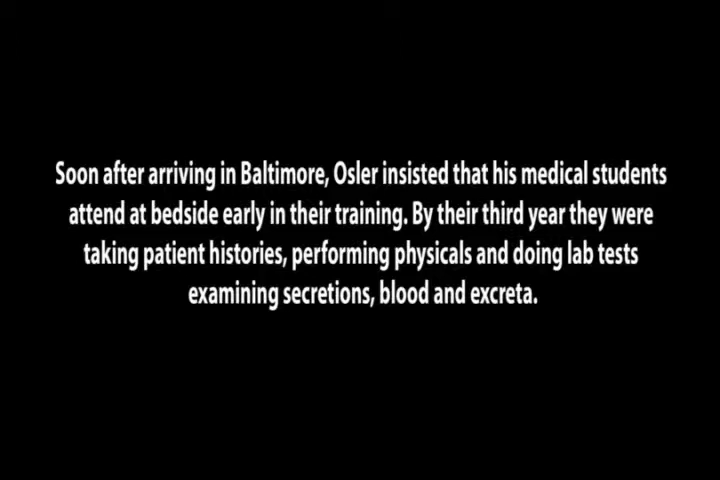 Soon after arriving in Baltimore, Osler insisted that his medical students
attend at bedside early in their training. By their third year they were
taking patient histories, performing physicals and doing lab tests
examining secretions, blood and excreta.